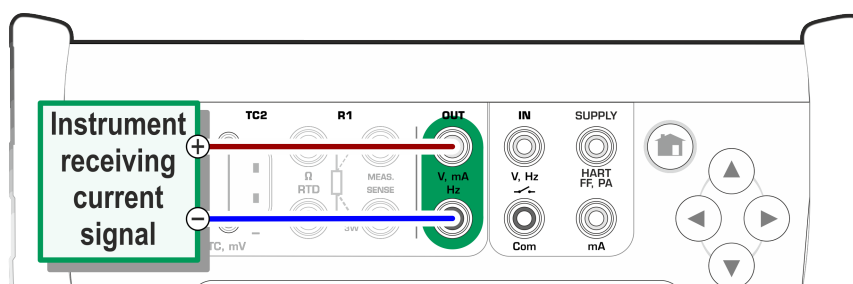 TC2
R1
OUT
IN
SUPPLY
Instrument
receiving
current
signal
+
−
Ω
RTD
MEAS.
SENSE
3W
TC, mV
V, mA
Hz
V, Hz
Com
HART
FF, PA
mA